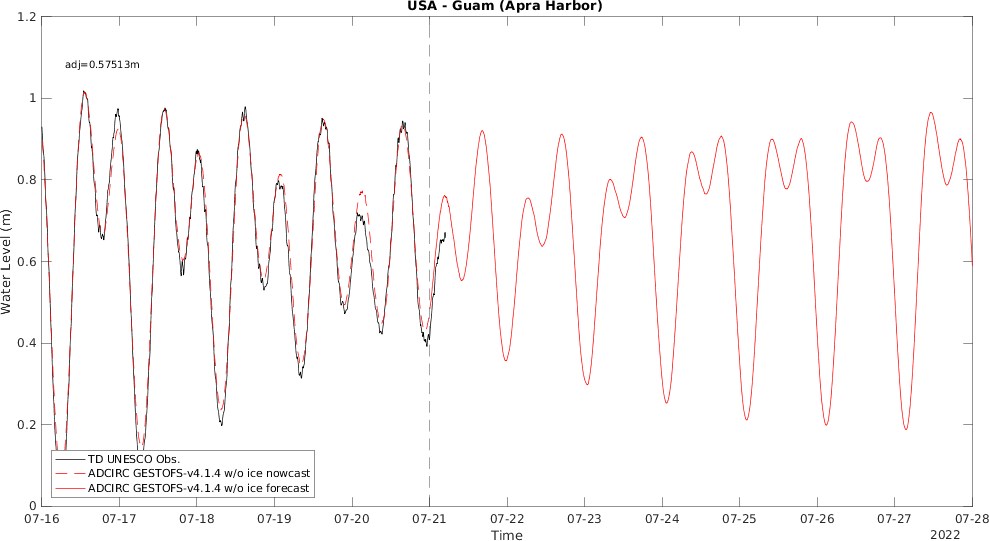 USA - Guam (Apra Harbor)
1.2
adj=0.57513m
1
0.8
0.6
0.4
0.2
0
Water Level (m)
TD UNESCO Obs.
ADCIRC GESTOFS-v4.1.4 w/o ice nowcast
ADCIRC GESTOFS-v4.1.4 w/o ice forecast
07-16 07-17 07-18 07-19 07-20 07-21 07-22 07-23 07-24 07-25 07-26 07-27 07-28
Time
2022